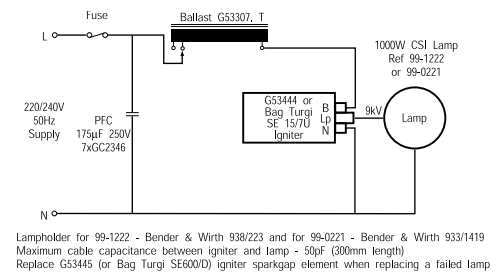 Fuse
Ballast G53307, T
L
1000W CSI Lamp
Ref 99-1222
or 99-0221
G53444 or
Bag Turgi
SE 15/7U
Igniter
B
Lp
N
9kV
Lamp
220/240V
50Hz
Supply
PFC
175µF 250V
7xGC2346
N
Lampholder for 99-1222 - Bender & Wirth 938/223 and for 99-0221 - Bender & Wirth 933/1419
Maximum cable capacitance between igniter and lamp - 50pF (300mm length)
Replace G53445 (or Bag Turgi SE600/D) igniter sparkgap element when replacing a failed lamp